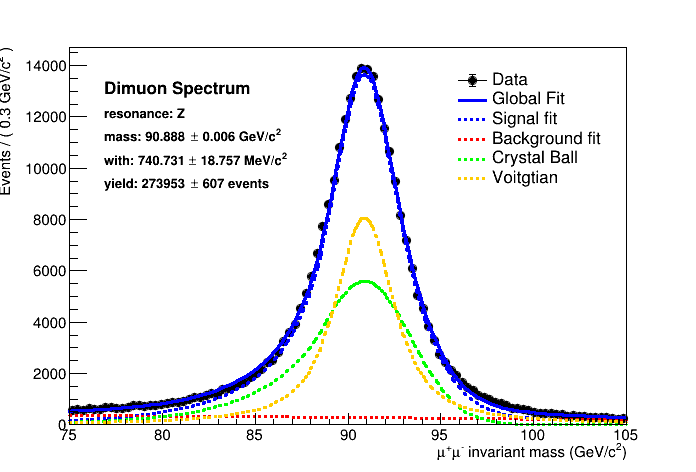 Events / ( 0.3 GeV/c² )
14000
12000
10000
8000
6000
4000
2000
0
Dimuon Spectrum
resonance: Z
mass: 90.888 ± 0.006 GeV/c²
with: 740.731 ± 18.757 MeV/c²
yield: 273953 ± 607 events
Data
Global Fit
Signal fit
Background fit
Crystal Ball
Voitgtian
75 80 85 90 95 100 105
μ⁺μ⁻ invariant mass (GeV/c²)